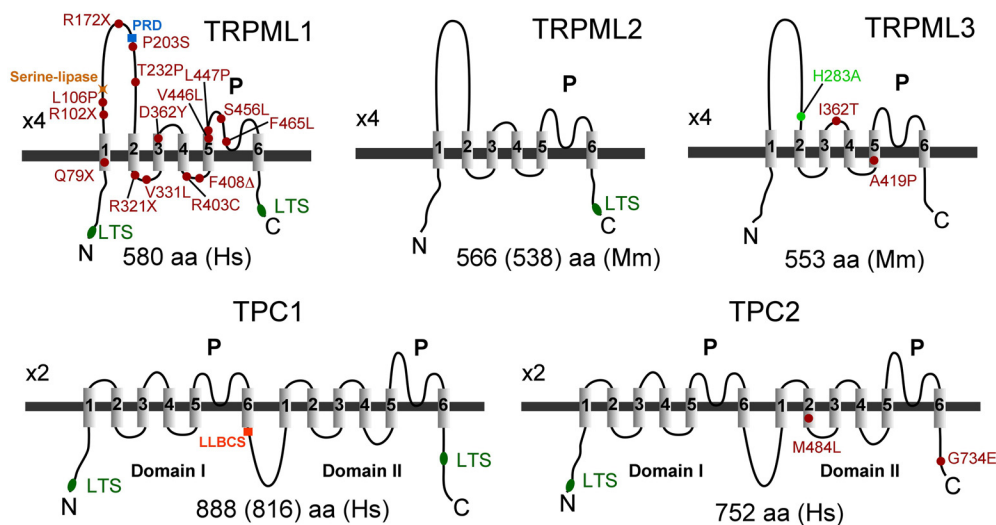 TRPML1
R172X
PRD
P203S
Serine-lipase
T232P
L447P
P
L106P
V446L
R102X
D362Y
S456L
F465L
x4
1
2
3
4
5
6
Q79X
R321X
V331L
R403C
F408Δ
LTS
LTS
N
C
580 aa (Hs)
TRPML2
P
x4
1
2
3
4
5
6
LTS
N
C
566 (538) aa (Mm)
TRPML3
H283A
P
I362T
x4
1
2
3
4
5
6
A419P
N
C
553 aa (Mm)
TPC1
P
P
x2
1
2
3
4
5
6
1
2
3
4
5
6
LLBCS
Domain I
Domain II
LTS
LTS
N
C
888 (816) aa (Hs)
TPC2
P
P
x2
1
2
3
4
5
6
1
2
3
4
5
6
M484L
G734E
Domain I
Domain II
LTS
N
C
752 aa (Hs)